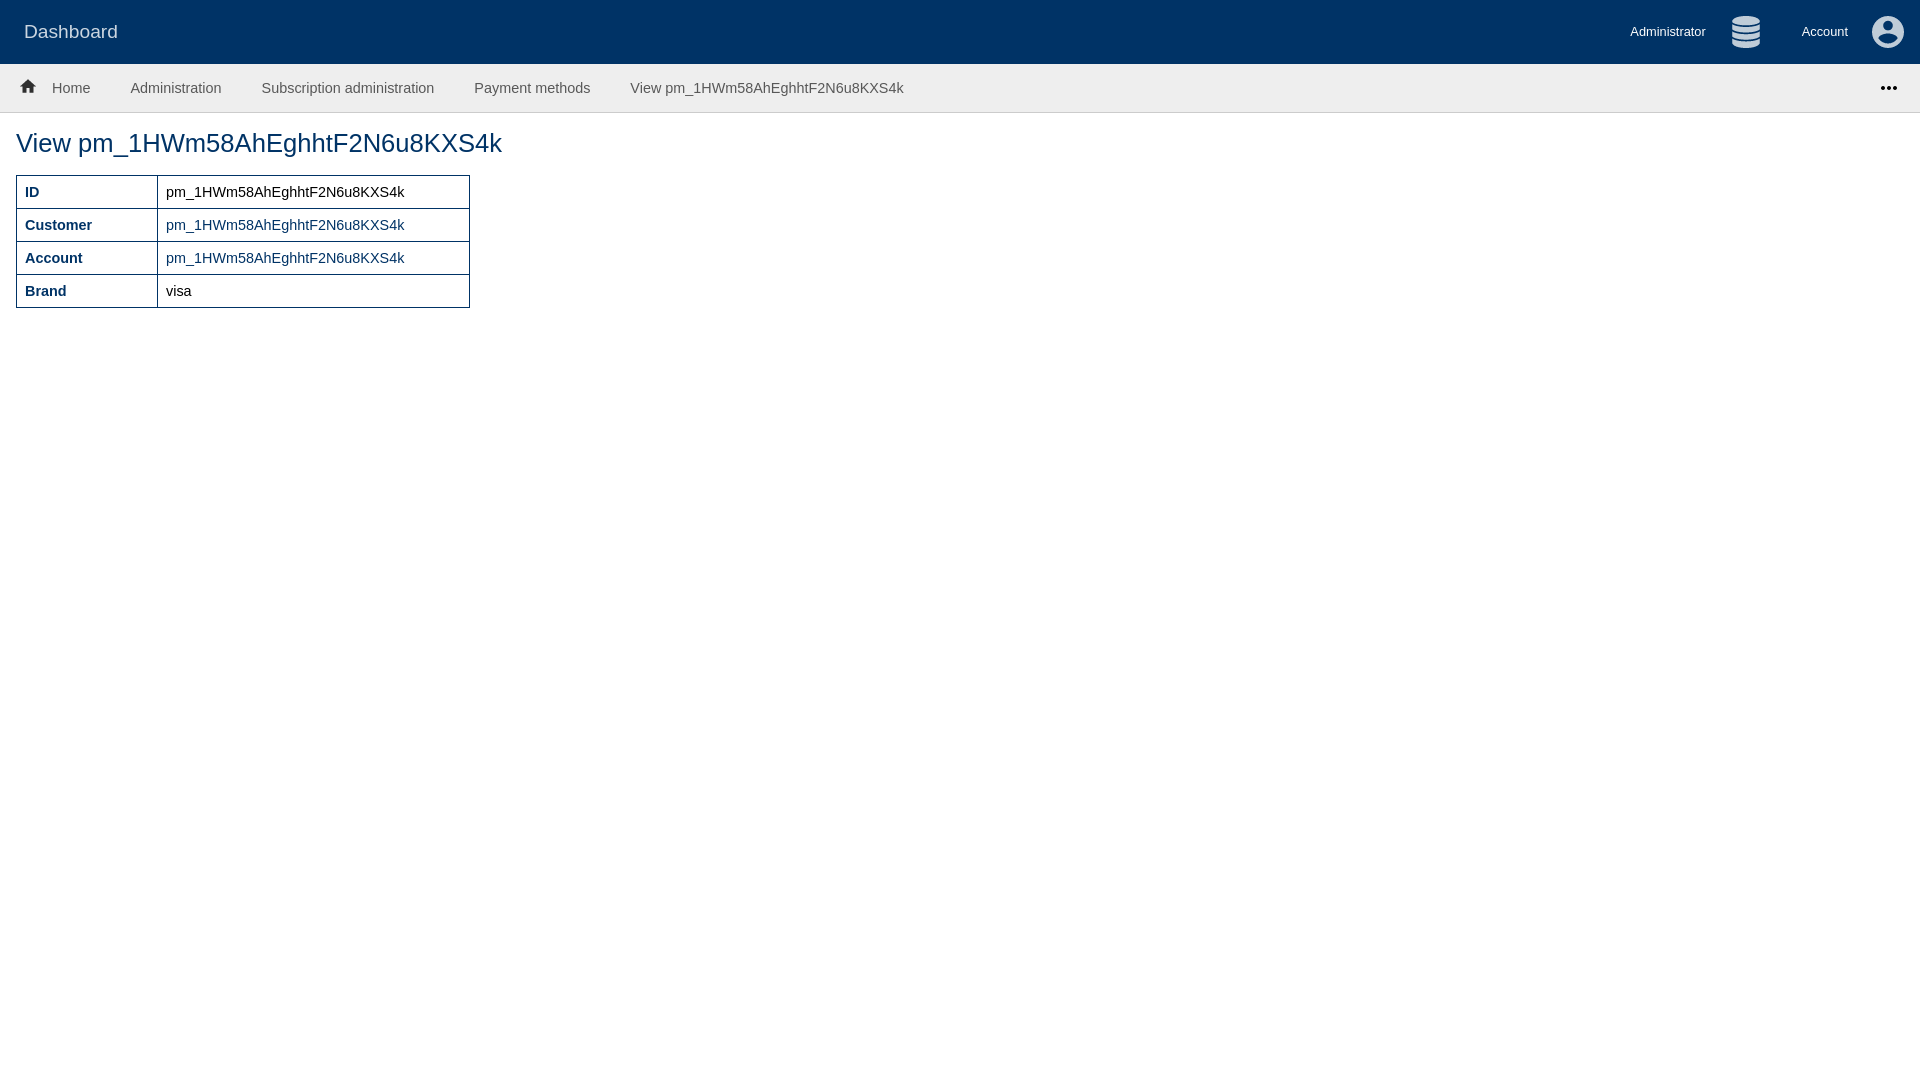 Dashboard
Administrator
Account
Home
Administration
Subscription administration
Payment methods
View pm_1HWm58AhEghhtF2N6u8KXS4k
View pm_1HWm58AhEghhtF2N6u8KXS4k
ID pm_1HWm58AhEghhtF2N6u8KXS4k
Customer pm_1HWm58AhEghhtF2N6u8KXS4k
Account pm_1HWm58AhEghhtF2N6u8KXS4k
Brand visa